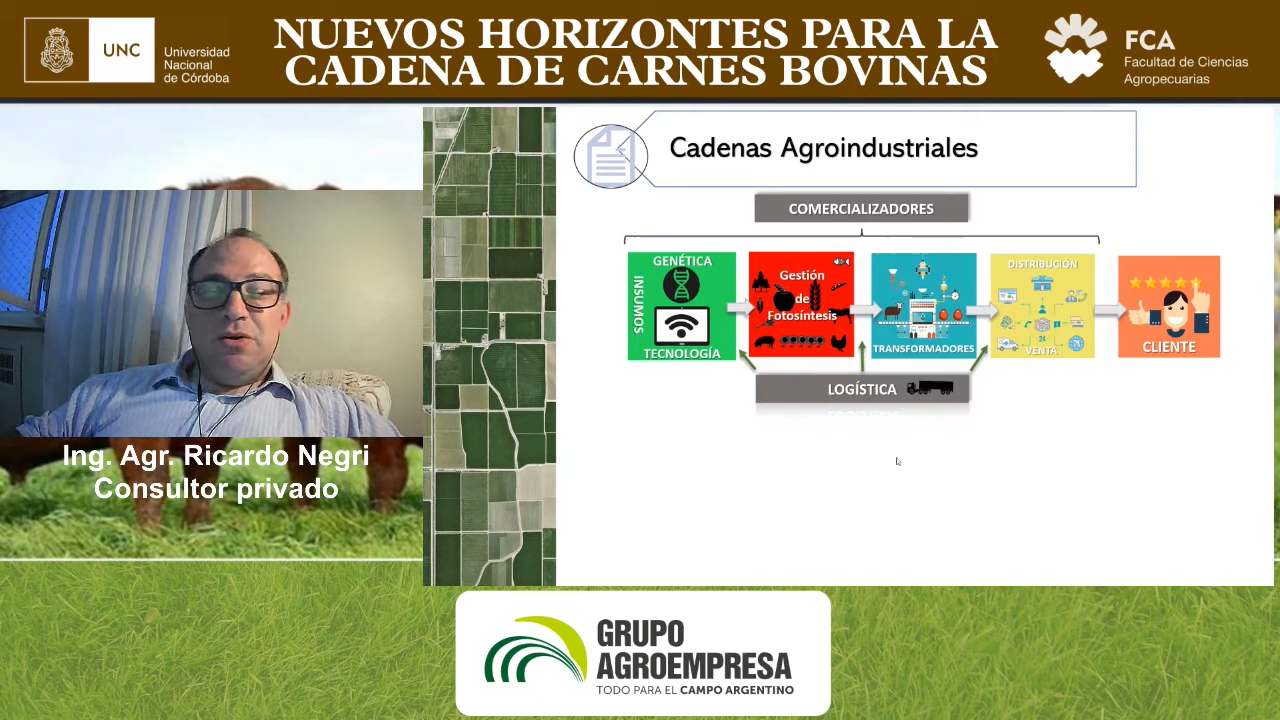 NUEVOS HORIZONTES PARA LA
CADENA DE CARNES BOVINAS
UNC
Universidad
Nacional
de Córdoba
FCA
Facultad de Ciencias
Agropecuarias
Cadenas Agroindustriales
COMERCIALIZADORES
GENÉTICA
INSUMOS
TECNOLOGÍA
Gestión
de
Fotosíntesis
TRANSFORMADORES
DISTRIBUCIÓN
24
VENTA
CLIENTE
LOGÍSTICA
Ing. Agr. Ricardo Negri
Consultor privado
GRUPO
AGROEMPRESA
TODO PARA EL CAMPO ARGENTINO